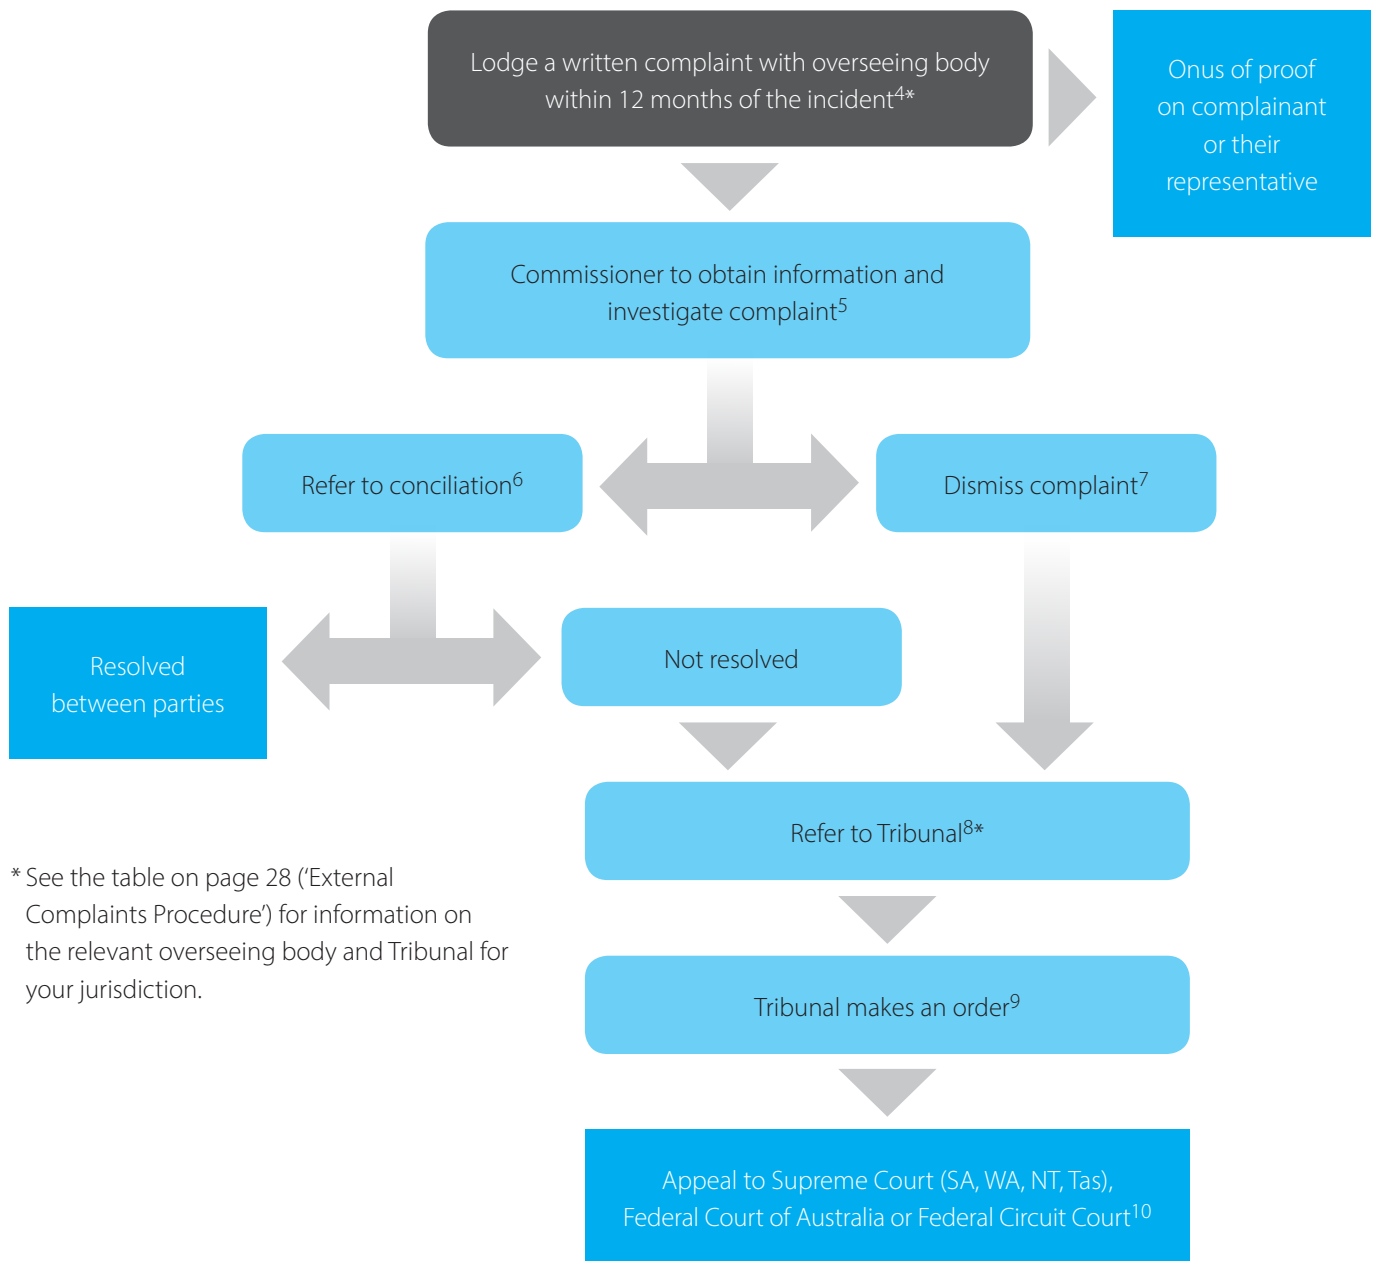 Lodge a written complaint with overseeing body
within 12 months of the incident4*
Onus of proof
on complainant
or their
representative
Commissioner to obtain information and
investigate complaint5
Refer to conciliation6
Dismiss complaint7
Resolved
between parties
Not resolved
Refer to Tribunal8*
* See the table on page 28 (‘External
Complaints Procedure’) for information on
the relevant overseeing body and Tribunal for
your jurisdiction.
Tribunal makes an order9
Appeal to Supreme Court (SA, WA, NT, Tas),
Federal Court of Australia or Federal Circuit Court10